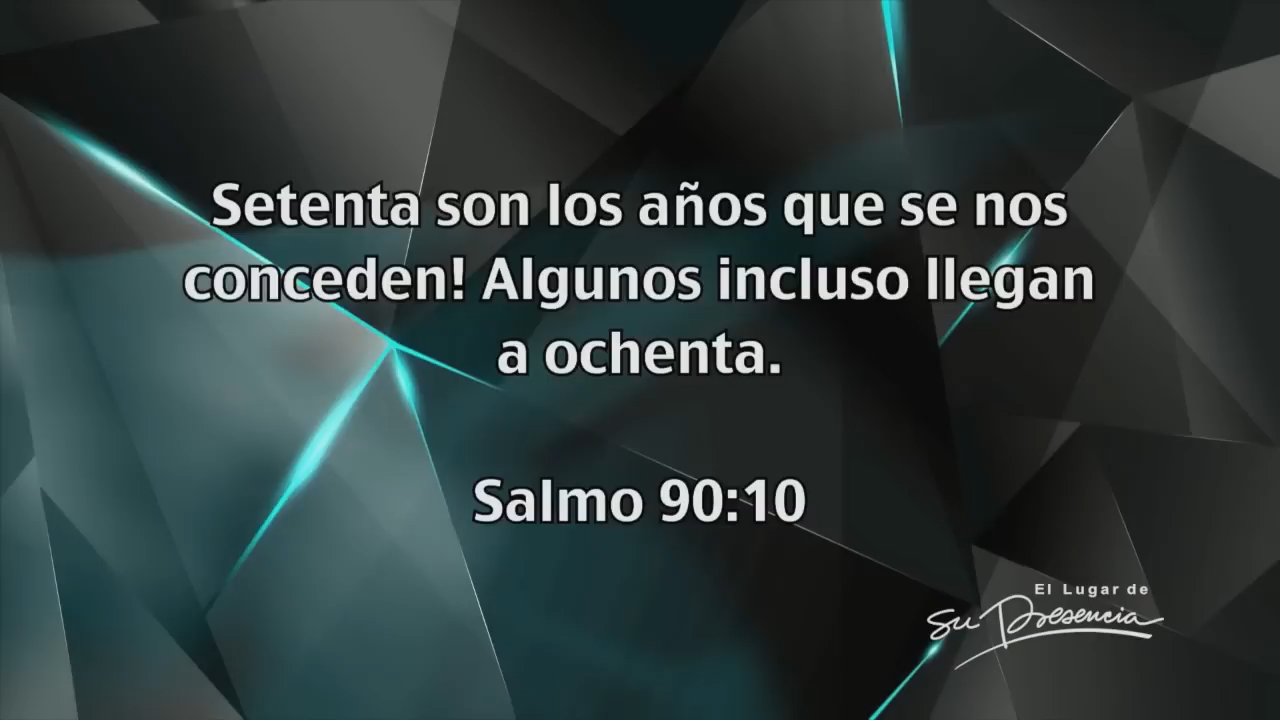 Setenta son los años que se nos
conceden! Algunos incluso llegan
a ochenta.
Salmo 90:10
El Lugar de
Su Presencia